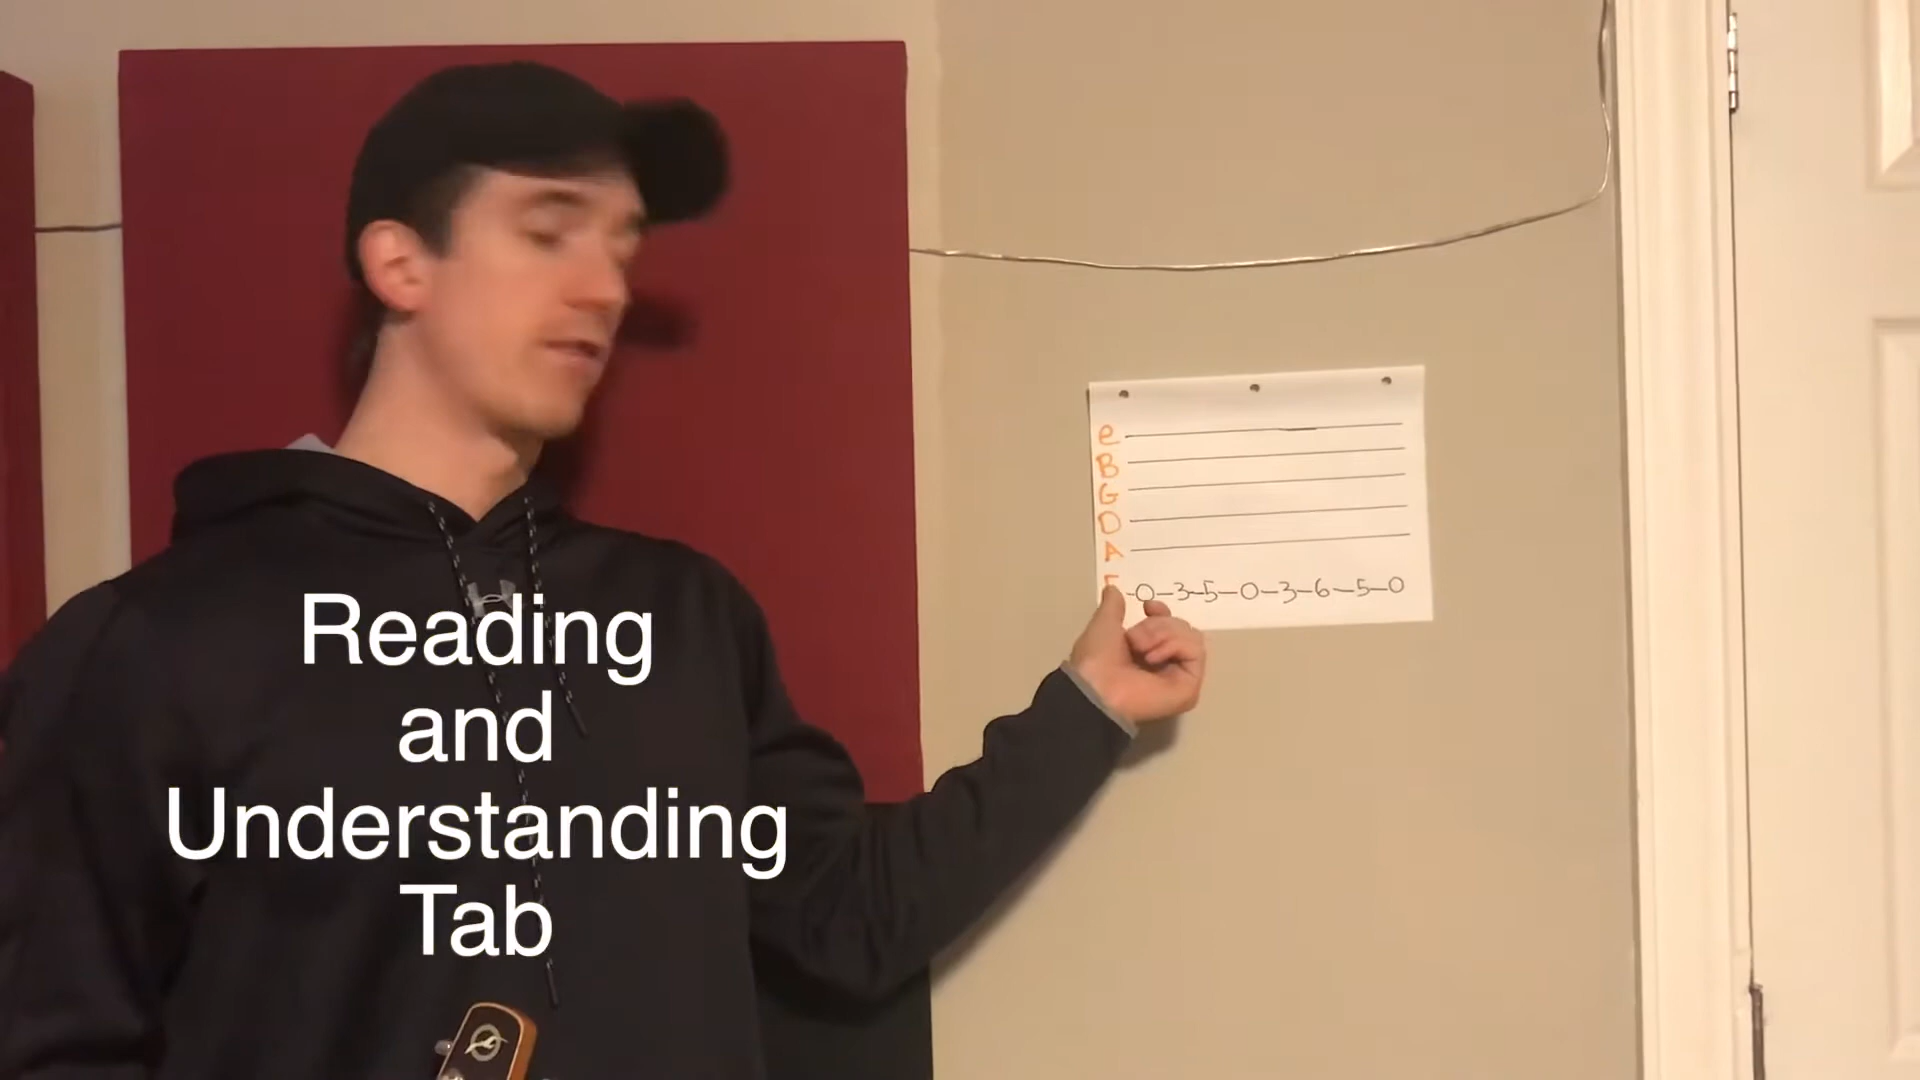 Reading
and
Understanding
Tab
e
B
G
D
A
-0-3-5-0-3-6-5-0